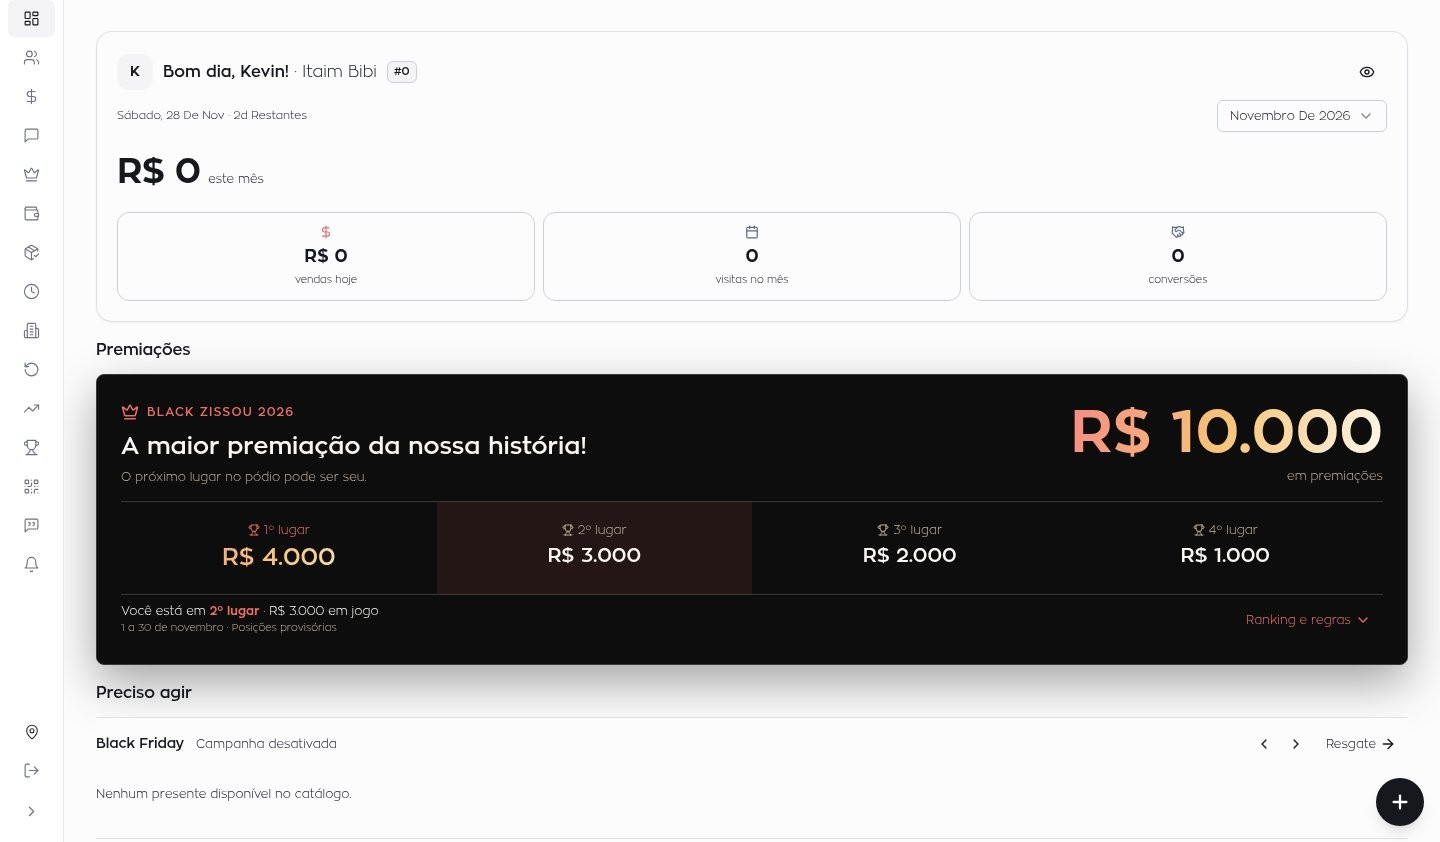 K
Bom dia, Kevin! · Itaim Bibi #0
Sábado, 28 De Nov · 2d Restantes
Novembro De 2026
R$ 0 este mês
R$ 0
vendas hoje
0
visitas no mês
0
conversões
Premiações
BLACK ZISSOU 2026
A maior premiação da nossa história!
O próximo lugar no pódio pode ser seu.
R$ 10.000
em premiações
1º lugar
R$ 4.000
2º lugar
R$ 3.000
3º lugar
R$ 2.000
4º lugar
R$ 1.000
Você está em 2º lugar · R$ 3.000 em jogo
1 a 30 de novembro · Posições provisórias
Ranking e regras
Preciso agir
Black Friday Campanha desativada
Resgate
Nenhum presente disponível no catálogo.